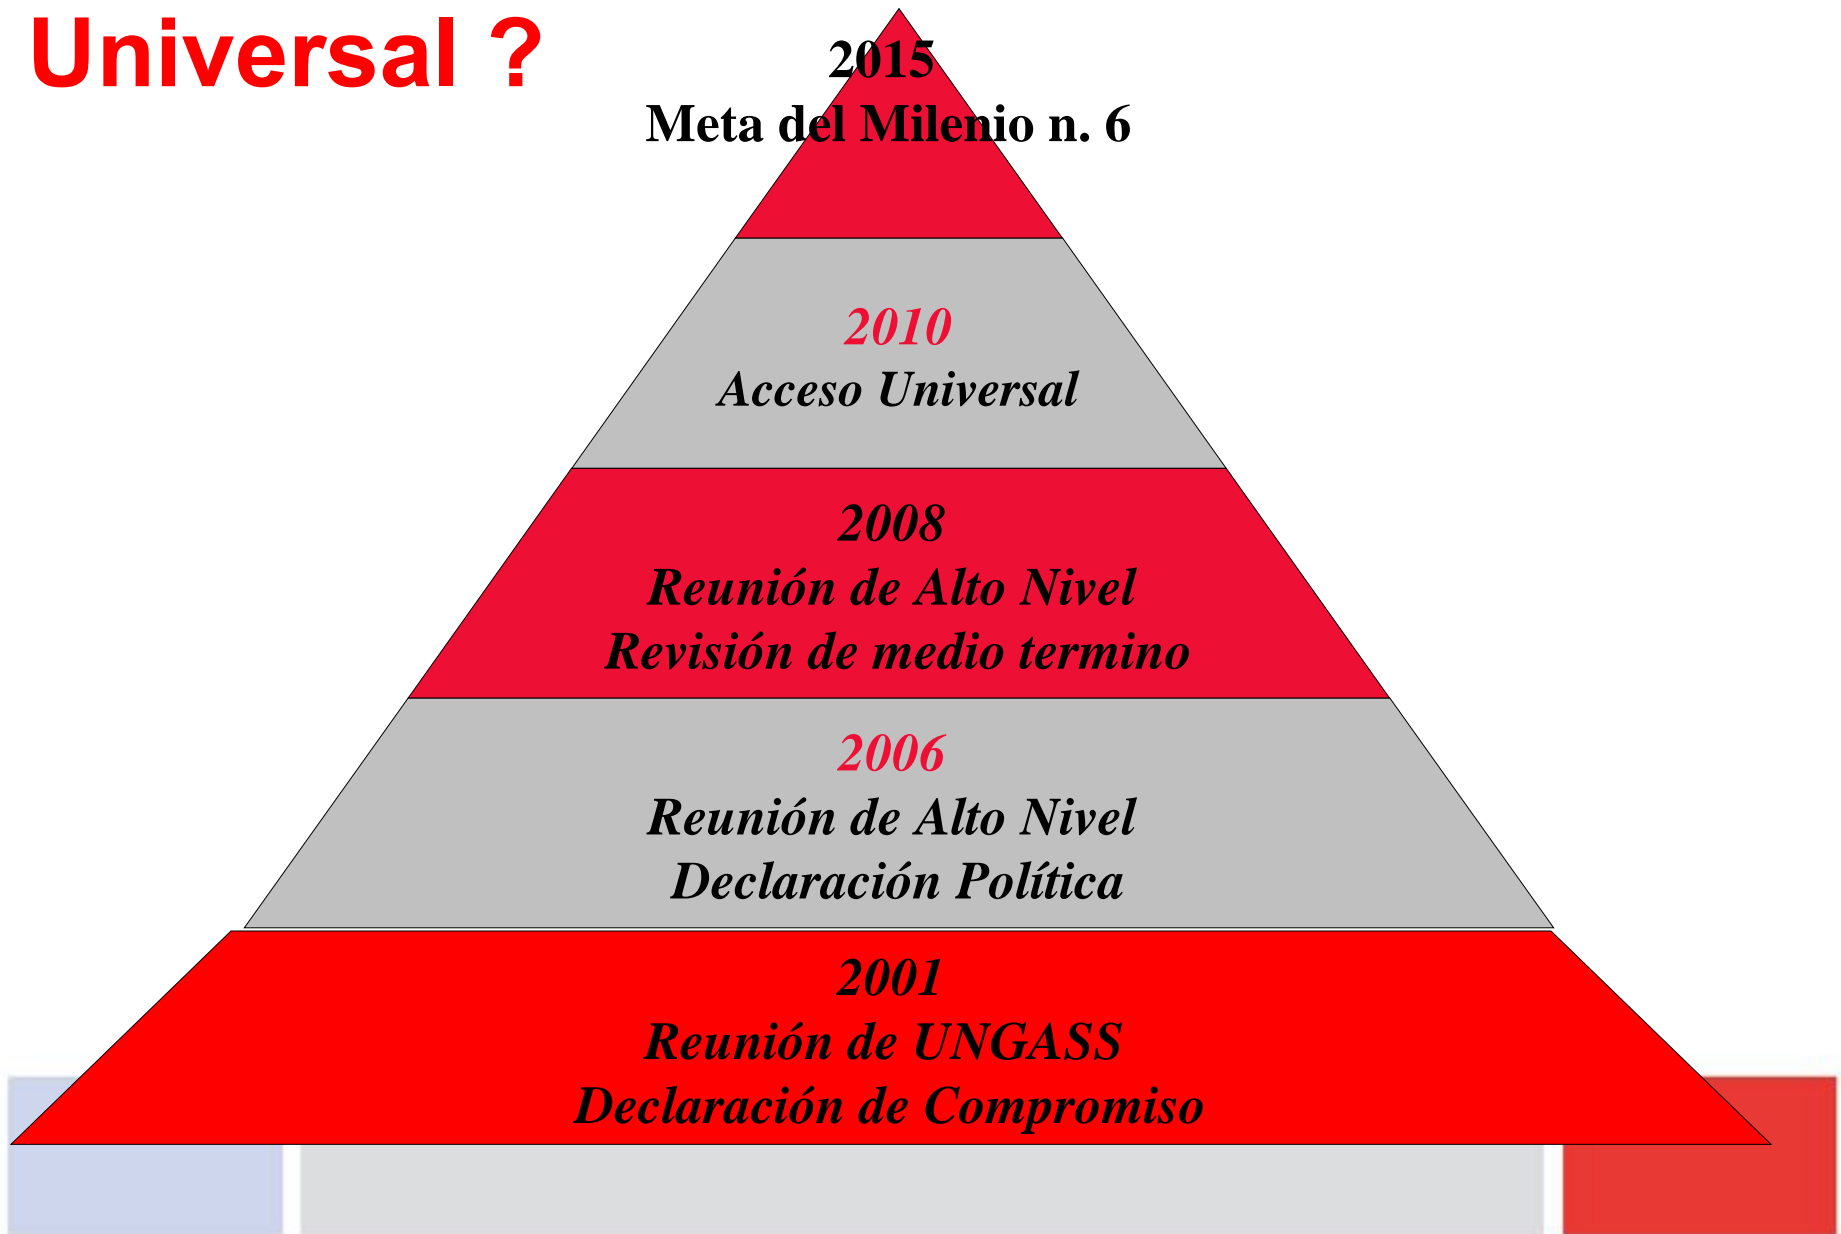 Universal ?
2015
Meta del Milenio n. 6
2010
Acceso Universal
2008
Reunión de Alto Nivel
Revisión de medio termino
2006
Reunión de Alto Nivel
Declaración Política
2001
Reunión de UNGASS
Declaración de Compromiso